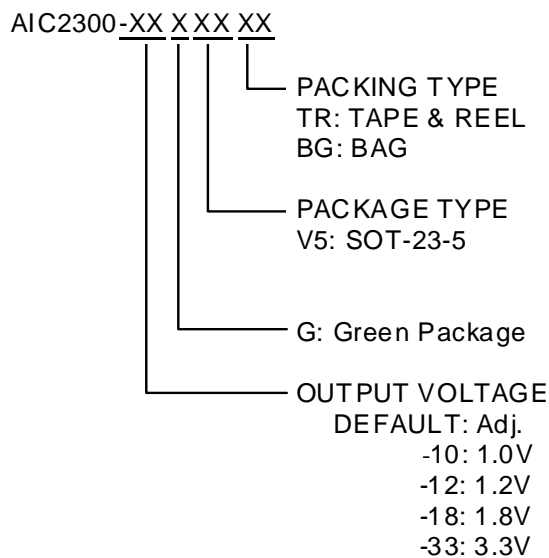 AIC2300-XX X XX XX
PACKING TYPE
TR: TAPE & REEL
BG: BAG
PACKAGE TYPE
V5: SOT-23-5
G: Green Package
OUTPUT VOLTAGE
DEFAULT: Adj.
-10: 1.0V
-12: 1.2V
-18: 1.8V
-33: 3.3V